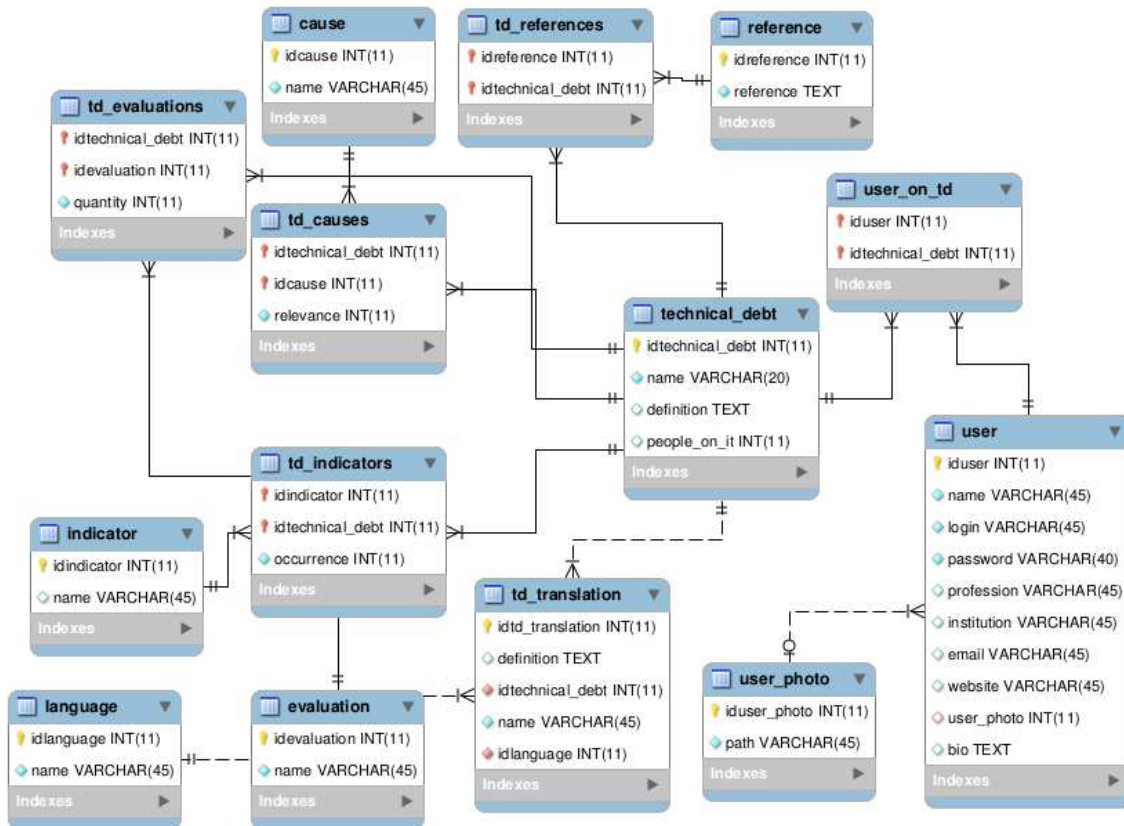 cause
idcause INT(11)
name VARCHAR(45)
Indexes
td_references
idreference INT(11)
idtechnical_debt INT(11)
Indexes
reference
idreference INT(11)
reference TEXT
Indexes
td_evaluations
idtechnical_debt INT(11)
idevaluation INT(11)
quantity INT(11)
Indexes
td_causes
idtechnical_debt INT(11)
idcause INT(11)
relevance INT(11)
Indexes
user_on_td
iduser INT(11)
idtechnical_debt INT(11)
Indexes
technical_debt
idtechnical_debt INT(11)
name VARCHAR(20)
definition TEXT
people_on_it INT(11)
Indexes
user
iduser INT(11)
name VARCHAR(45)
login VARCHAR(45)
password VARCHAR(40)
profession VARCHAR(45)
institution VARCHAR(45)
email VARCHAR(45)
website VARCHAR(45)
user_photo INT(11)
bio TEXT
Indexes
td_indicators
idindicator INT(11)
idtechnical_debt INT(11)
occurrence INT(11)
Indexes
indicator
idindicator INT(11)
name VARCHAR(45)
Indexes
td_translation
idtd_translation INT(11)
definition TEXT
idtechnical_debt INT(11)
name VARCHAR(45)
idlanguage INT(11)
Indexes
user_photo
iduser_photo INT(11)
path VARCHAR(45)
Indexes
language
idlanguage INT(11)
name VARCHAR(45)
Indexes
evaluation
idevaluation INT(11)
name VARCHAR(45)
Indexes